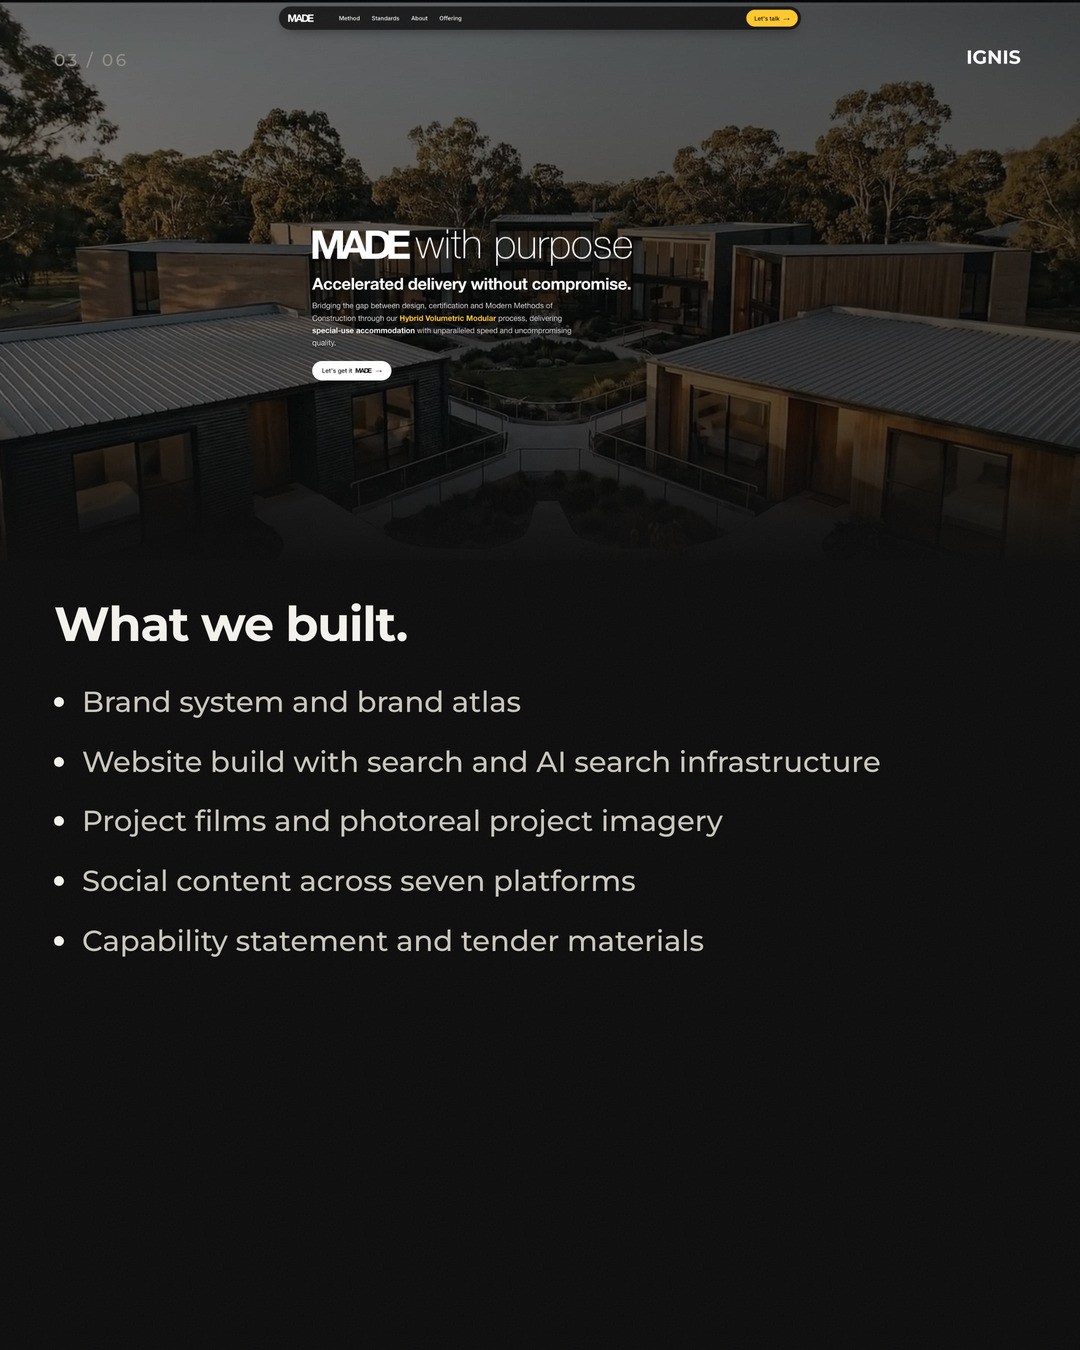 MADE Method Standards About Offering Let's talk →
03 / 06
IGNIS
MADE with purpose
Accelerated delivery without compromise.
Bridging the gap between design, certification and Modern Methods of
Construction through our Hybrid Volumetric Modular process, delivering
special-use accommodation with unparalleled speed and uncompromising
quality.
Let's get it MADE →
What we built.
• Brand system and brand atlas
• Website build with search and AI search infrastructure
• Project films and photoreal project imagery
• Social content across seven platforms
• Capability statement and tender materials